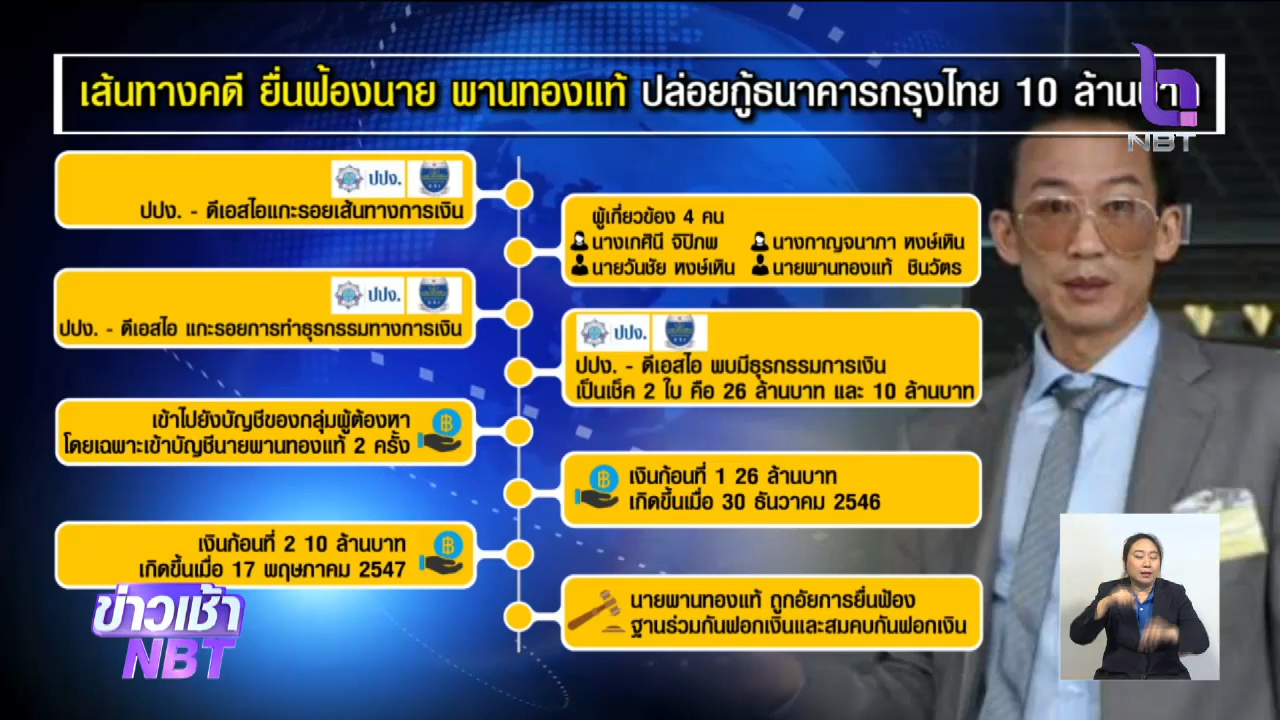 เส้นทางคดี ยื่นฟ้องนาย พานทองแท้ ปล่อยกู้ธนาคารกรุงไทย 10 ล้านบาท
NBT
ปปง.
ปปง. - ดีเอสไอแกะรอยเส้นทางการเงิน
ผู้เกี่ยวข้อง 4 คน
นางเกศินี จิปิภพ นางกาญจนาภา หงษ์เหิน
นายวันชัย หงษ์เหิน นายพานทองแท้ ชินวัตร
ปปง.
ปปง. - ดีเอสไอ แกะรอยการทำธุรกรรมทางการเงิน
ปปง.
ปปง. - ดีเอสไอ พบมีธุรกรรมการเงิน
เป็นเช็ค 2 ใบ คือ 26 ล้านบาท และ 10 ล้านบาท
เข้าไปยังบัญชีของกลุ่มผู้ต้องหา
โดยเฉพาะเข้าบัญชีนายพานทองแท้ 2 ครั้ง
เงินก้อนที่ 1 26 ล้านบาท
เกิดขึ้นเมื่อ 30 ธันวาคม 2546
เงินก้อนที่ 2 10 ล้านบาท
เกิดขึ้นเมื่อ 17 พฤษภาคม 2547
นายพานทองแท้ ถูกอัยการยื่นฟ้อง
ฐานร่วมกันฟอกเงินและสมคบกันฟอกเงิน
ข่าวเช้า
NBT